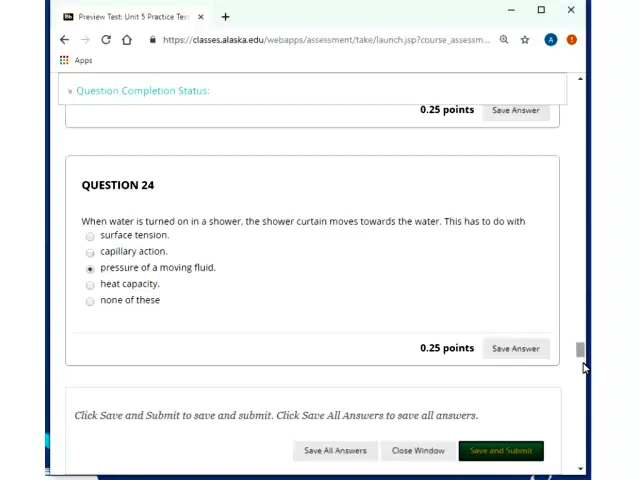 Bb Preview Test: Unit 5 Practice Tes
https://classes.alaska.edu/webapps/assessment/take/launch.jsp?course_assessm... A
Apps
Question Completion Status:
0.25 points Save Answer
QUESTION 24
When water is turned on in a shower, the shower curtain moves towards the water. This has to do with
surface tension.
capillary action.
pressure of a moving fluid.
heat capacity.
none of these
0.25 points Save Answer
Click Save and Submit to save and submit. Click Save All Answers to save all answers.
Save All Answers Close Window Save and Submit